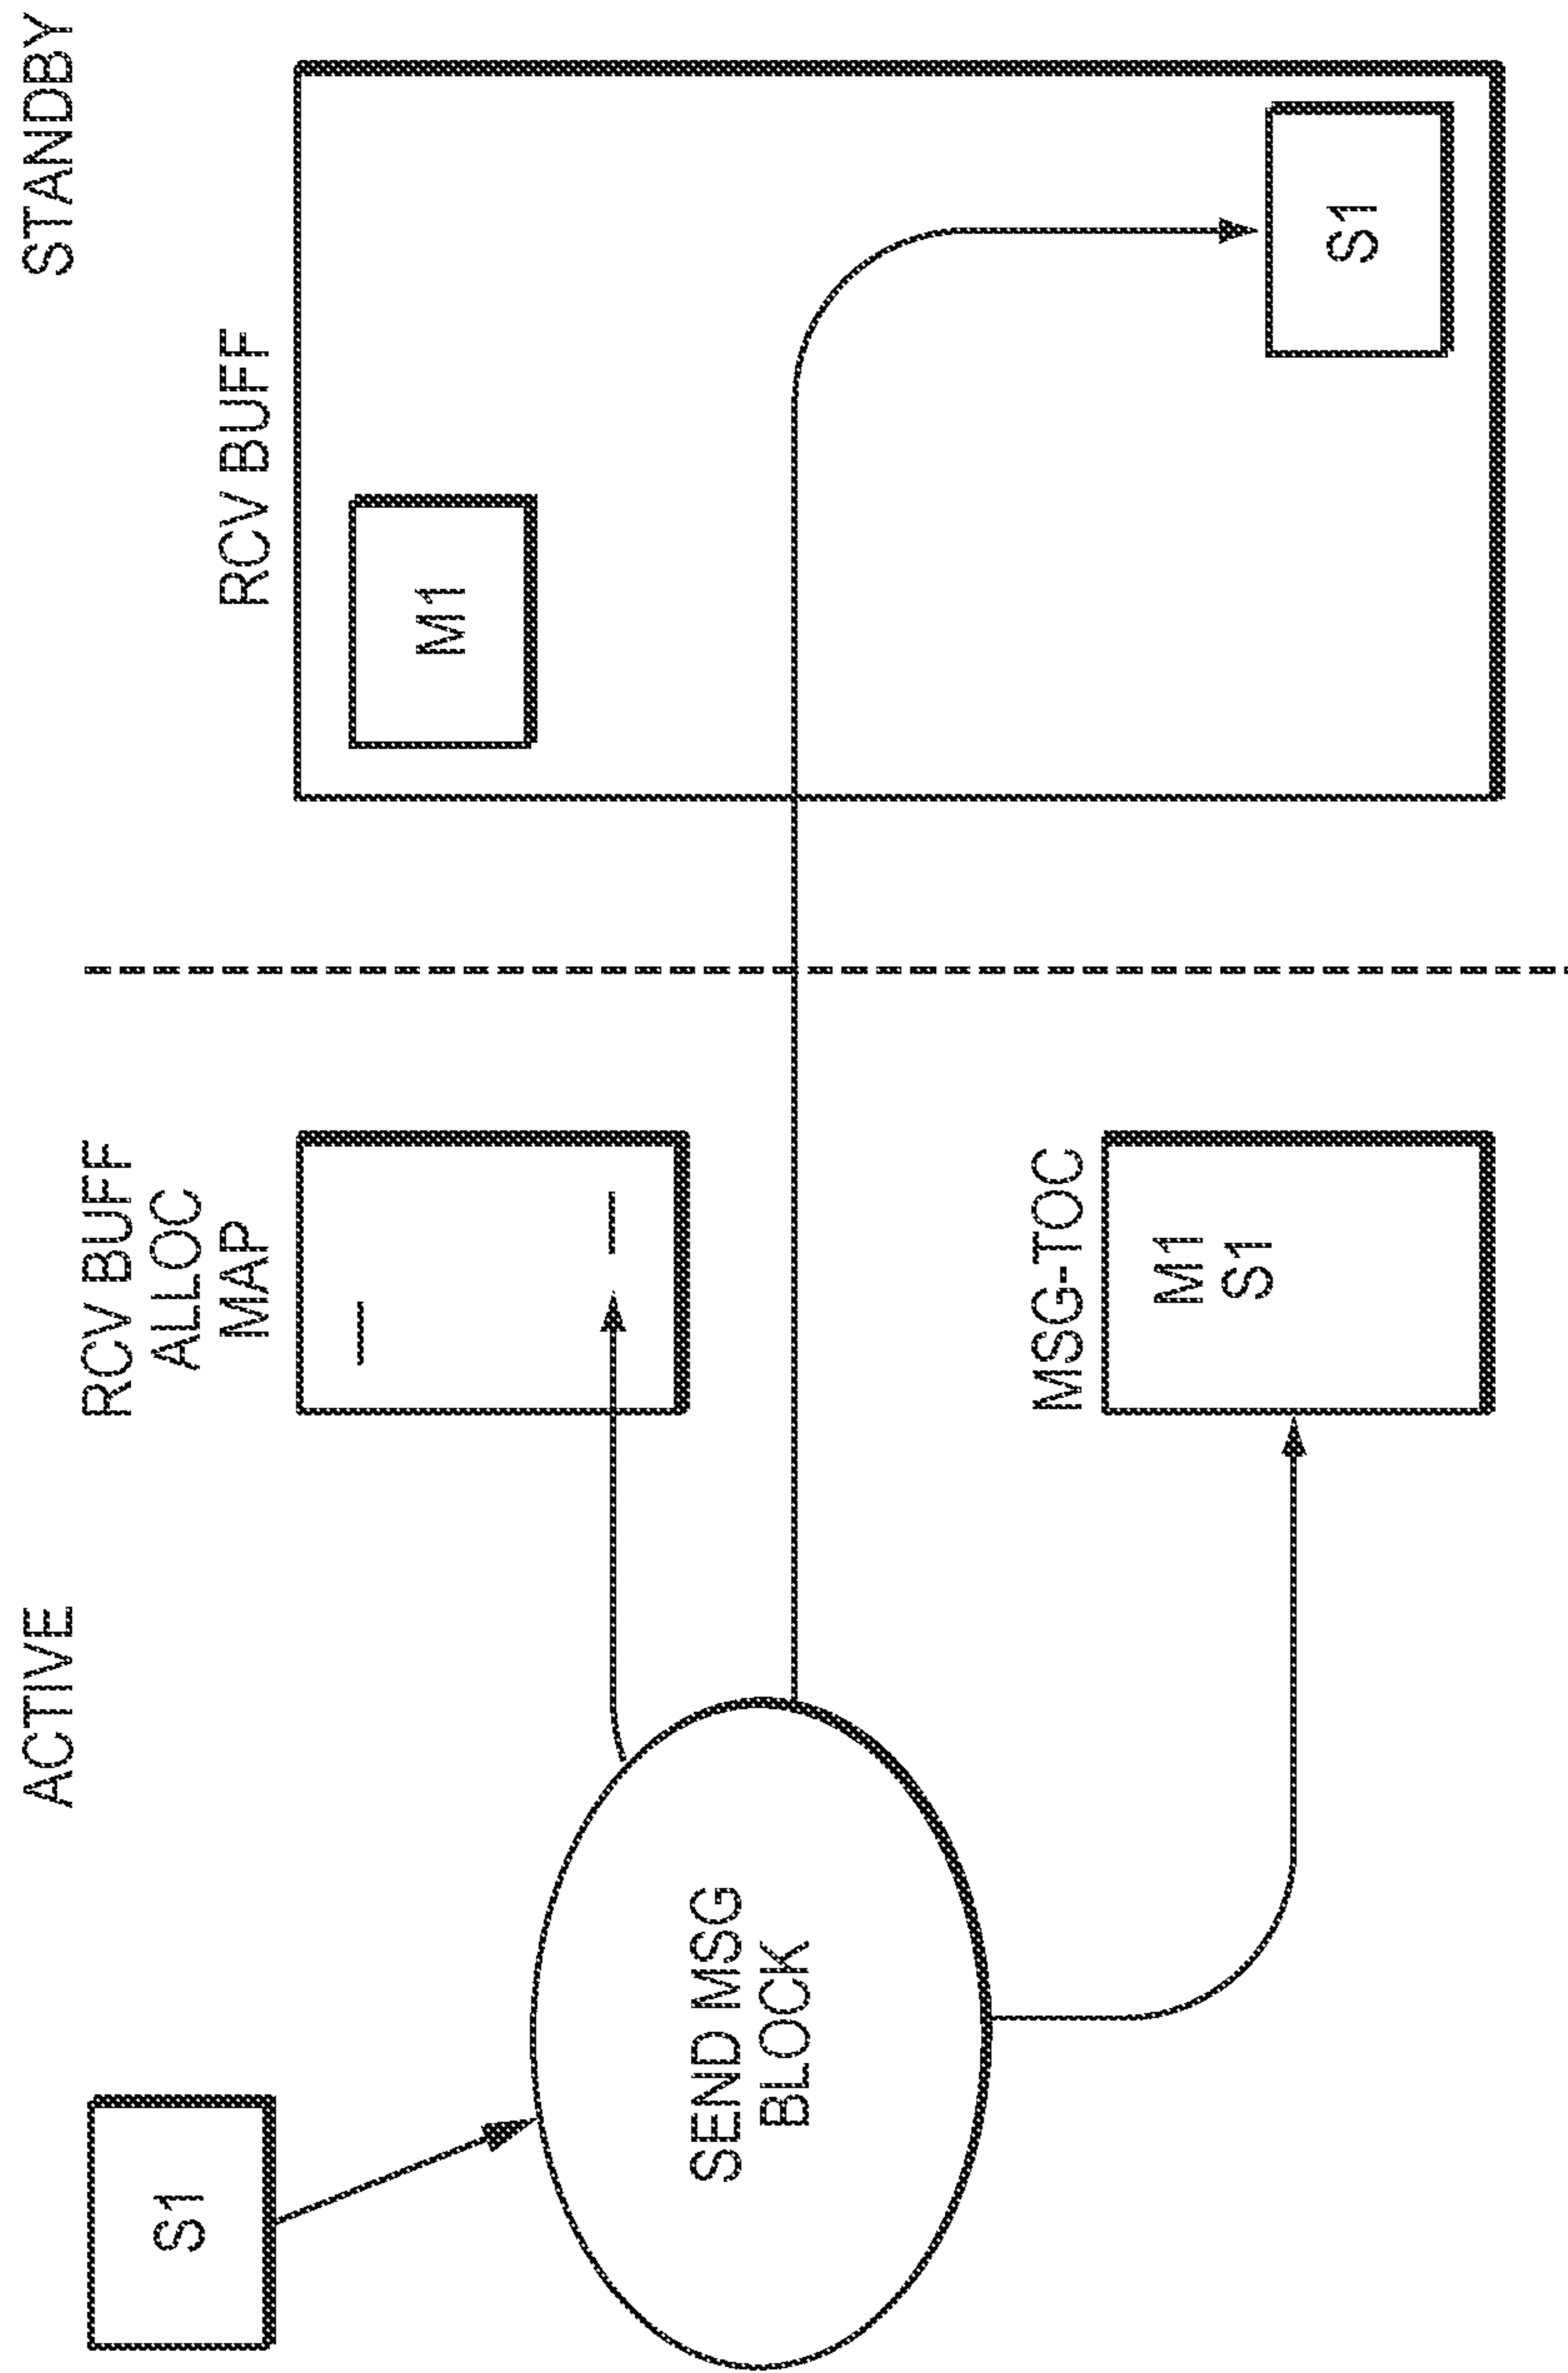 ACTIVE
STANDBY
S1
SEND MSG
BLOCK
RCV BUFF
ALLOC
MAP
MSG-TOC
M1
S1
RCV BUFF
M1
S1